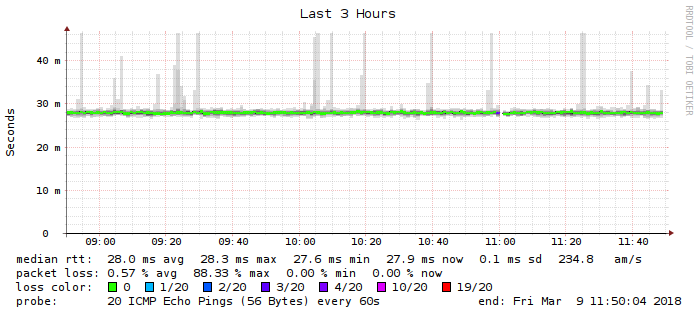 Last 3 Hours
RRDTOOL / TOBI OETIKER
Seconds
40 m
30 m
20 m
10 m
0
09:00 09:20 09:40 10:00 10:20 10:40 11:00 11:20 11:40
median rtt: 28.0 ms avg 28.3 ms max 27.6 ms min 27.9 ms now 0.1 ms sd 234.8 am/s
packet loss: 0.57 % avg 88.33 % max 0.00 % min 0.00 % now
loss color: 0 1/20 2/20 3/20 4/20 10/20 19/20
probe: 20 ICMP Echo Pings (56 Bytes) every 60s end: Fri Mar 9 11:50:04 2018